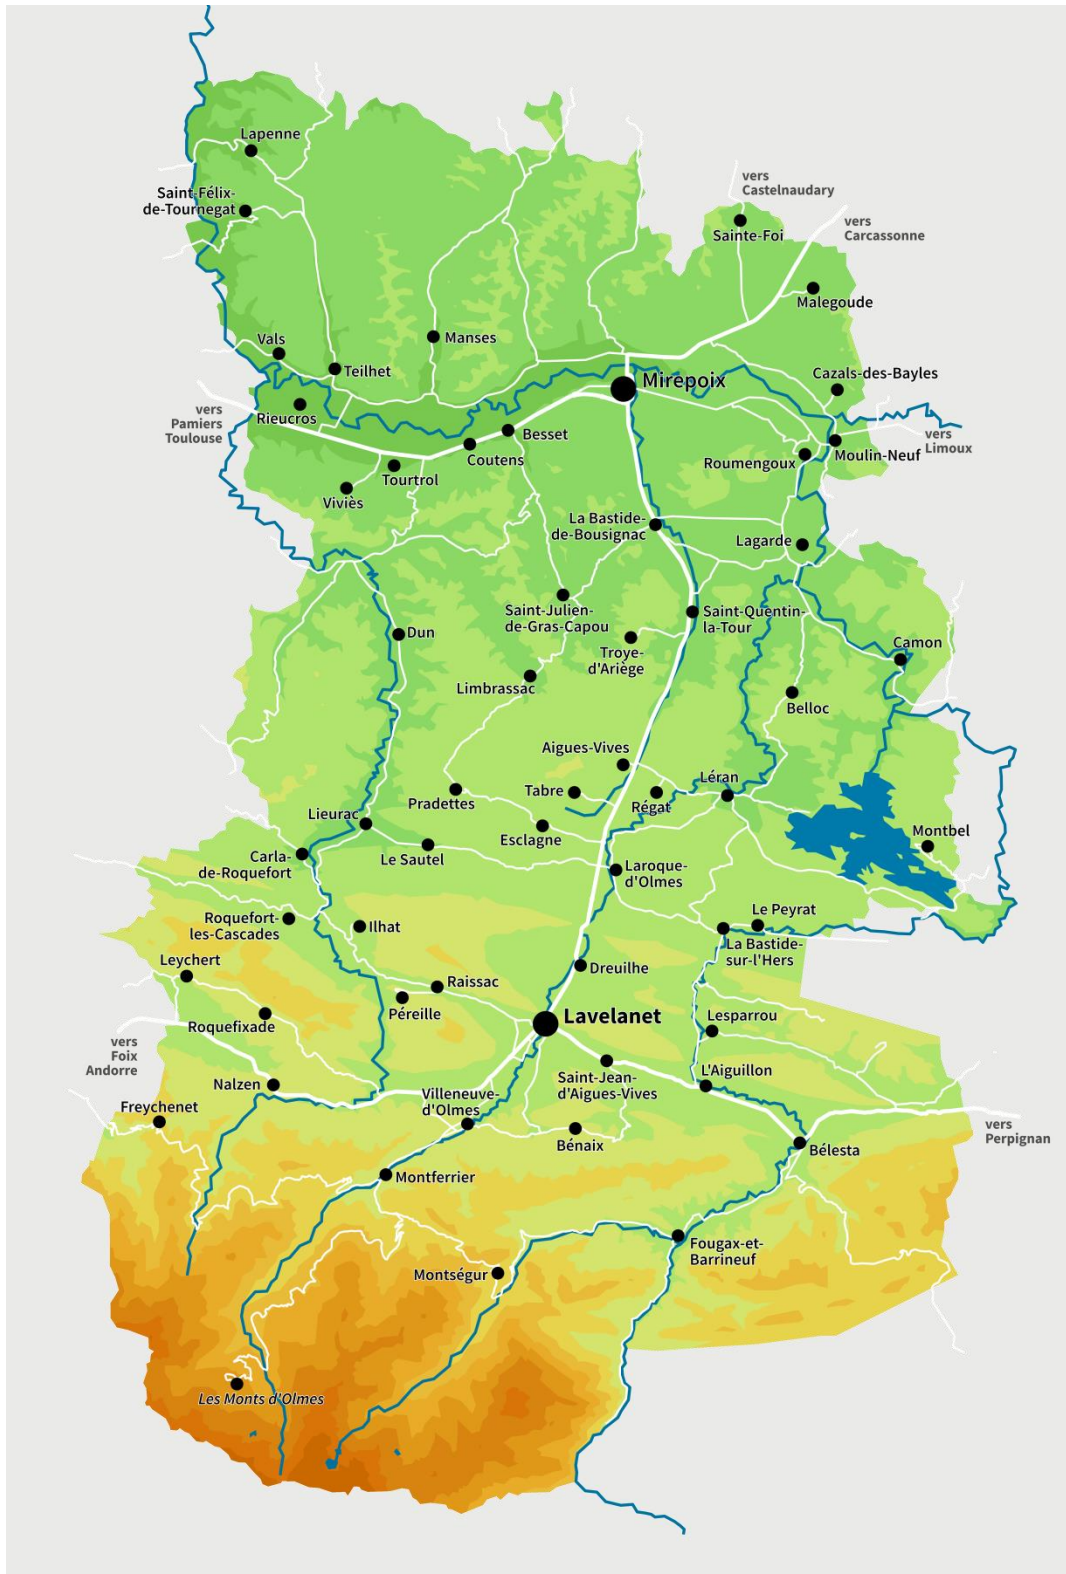 Lapenne
vers
Castelnaudary
Saint-Félix-
de-Tournegat
vers
Carcassonne
Sainte-Foi
Malegoude
Vals
Manses
Teilhet
Mirepoix
Cazals-des-Bayles
vers
Pamiers
Toulouse
Rieucros
Besset
vers
Limoux
Coutens
Roumengoux
Moulin-Neuf
Tourtrol
Viviès
La Bastide-
de-Bousignac
Lagarde
Saint-Julien-
de-Gras-Capou
Saint-Quentin-
la-Tour
Dun
Troye-
d'Ariège
Camon
Limbrassac
Belloc
Aigues-Vives
Léran
Pradettes
Tabre
Régat
Lieurac
Esclagne
Montbel
Carla-
de-Roquefort
Le Sautel
Laroque-
d'Olmes
Roquefort-
les-Cascades
Ilhat
Le Peyrat
La Bastide-
sur-l'Hers
Leychert
Dreuilhe
Raissac
Péreille
Roquefixade
Lavelanet
Lesparrou
vers
Foix
Andorre
Nalzen
Saint-Jean-
d'Aigues-Vives
L'Aiguillon
Villeneuve-
d'Olmes
Freychenet
vers
Perpignan
Bénaix
Bélesta
Montferrier
Fougax-et-
Barrineuf
Montségur
Les Monts d'Olmes